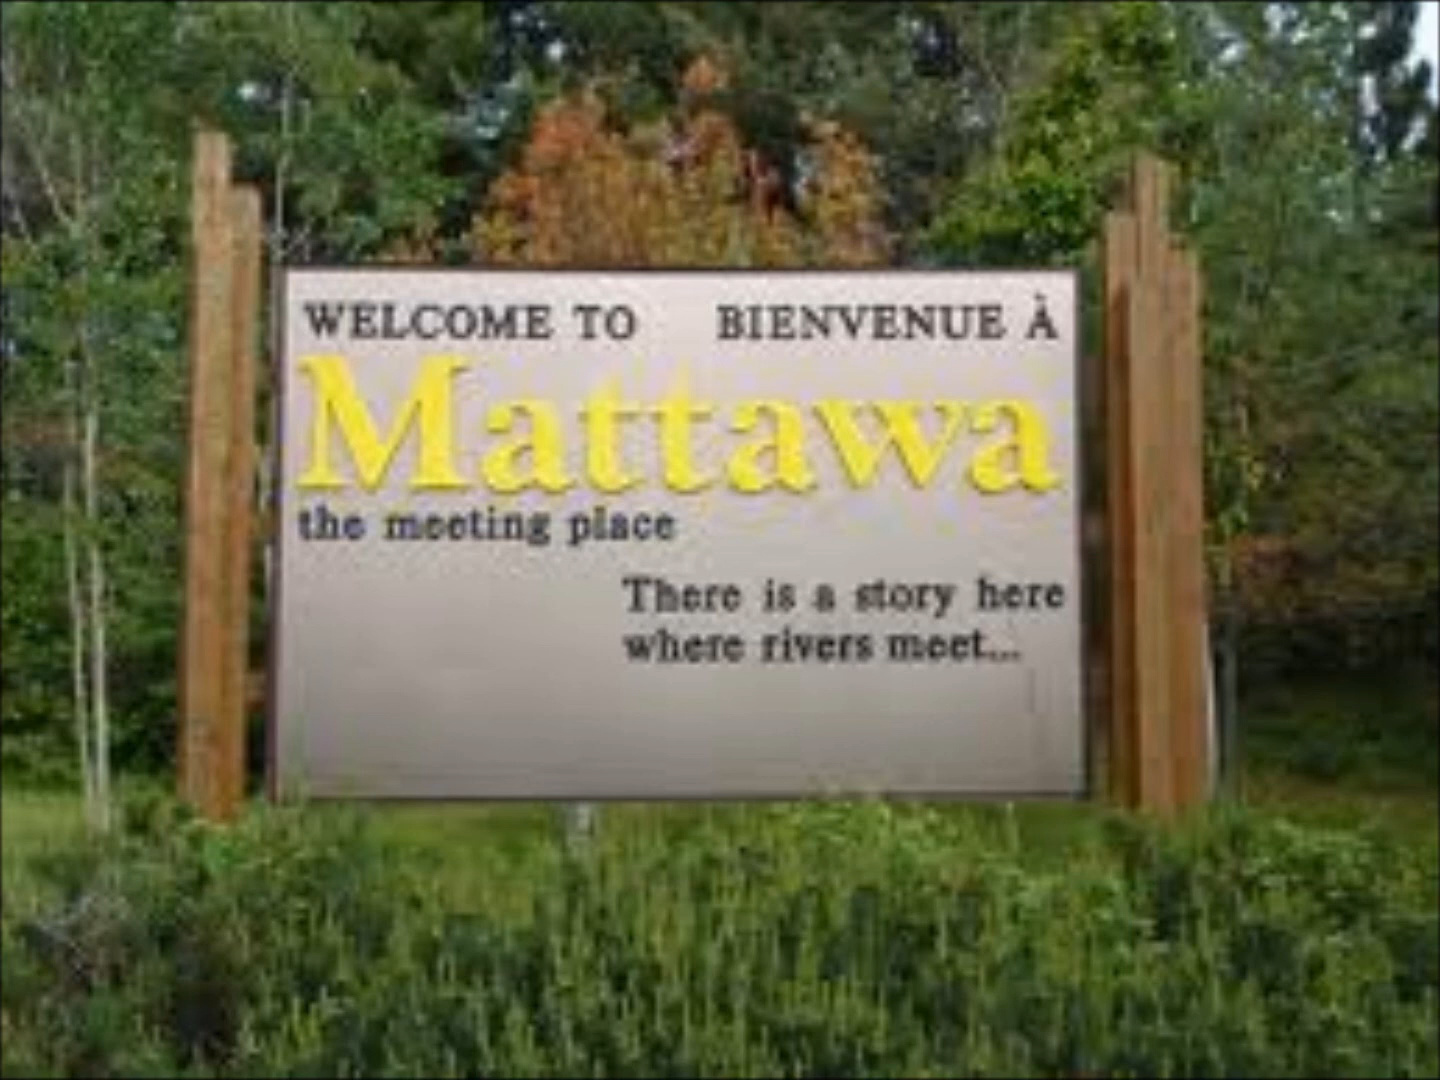 WELCOME TO BIENVENUE À
Mattawa
the meeting place
There is a story here
where rivers meet...